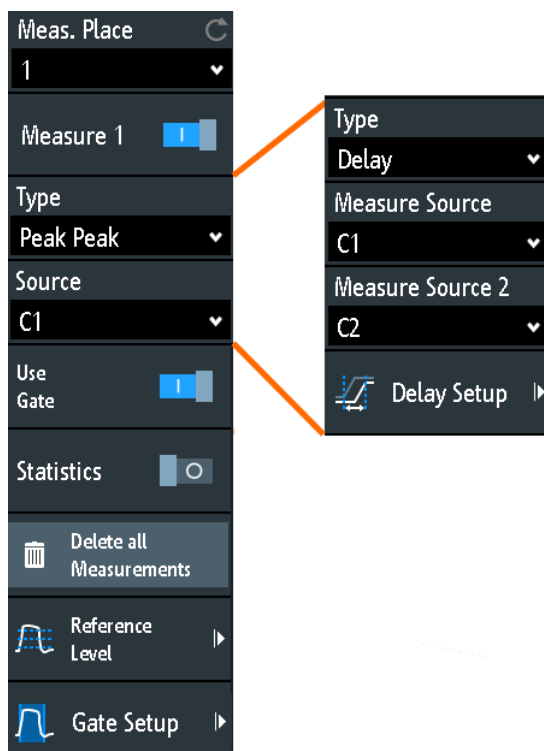 Meas. Place
1
Measure 1
Type
Peak Peak
Source
C1
Use
Gate
Statistics
Delete all
Measurements
Reference
Level
Gate Setup
Type
Delay
Measure Source
C1
Measure Source 2
C2
Delay Setup